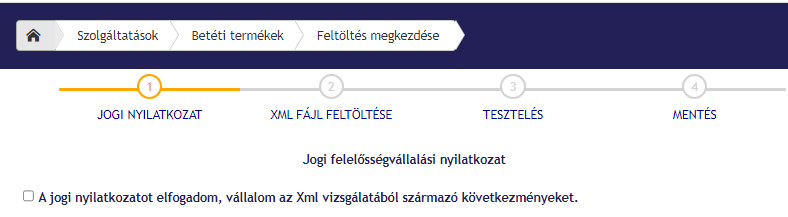 Szolgáltatások Betéti termékek Feltöltés megkezdése
1 2 3 4
JOGI NYILATKOZAT XML FÁJL FELTÖLTÉSE TESZTELÉS MENTÉS
Jogi felelősségvállalási nyilatkozat
A jogi nyilatkozatot elfogadom, vállalom az Xml vizsgálatából származó következményeket.